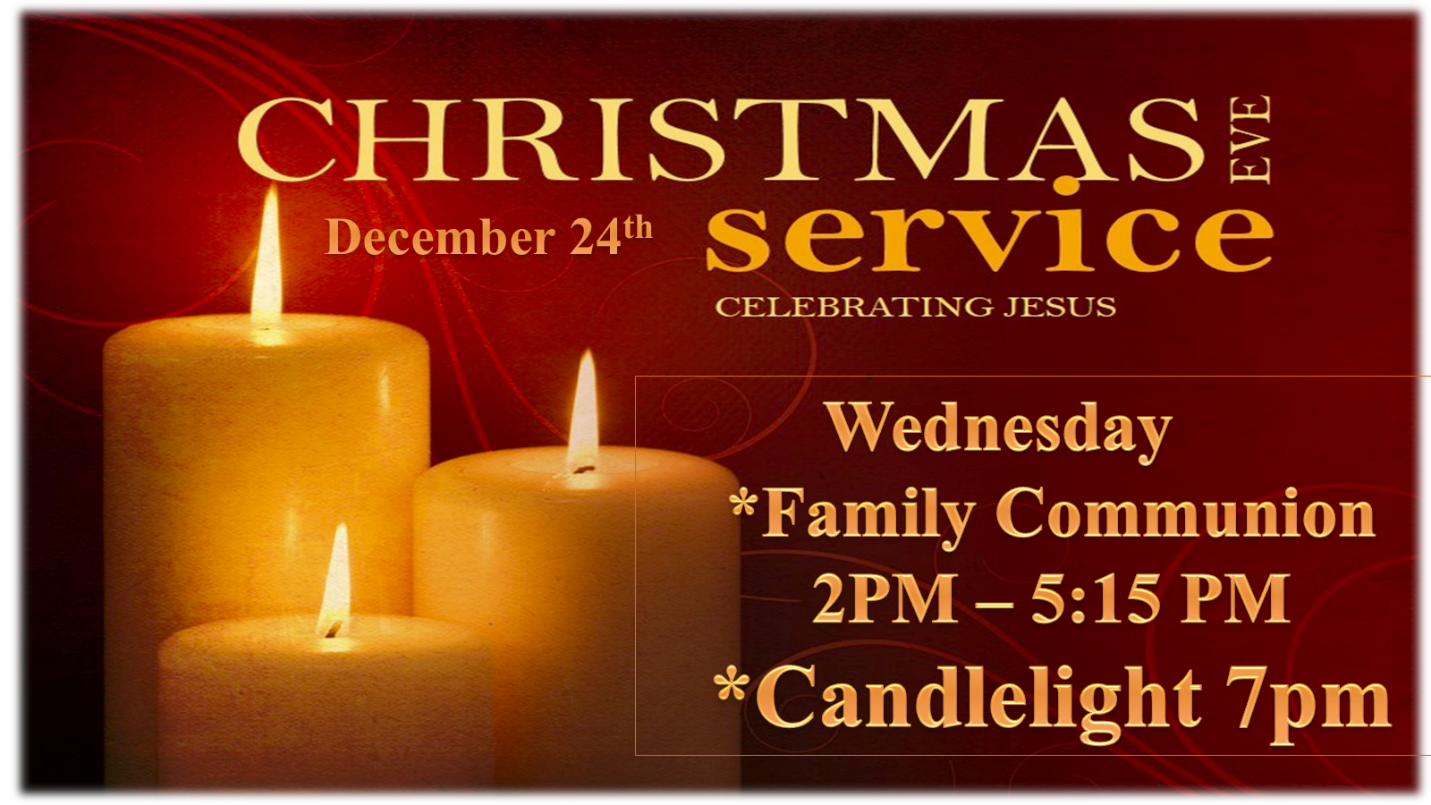 CHRISTMAS EVE
December 24th
service
CELEBRATING JESUS
Wednesday
*Family Communion
2PM – 5:15 PM
*Candlelight 7pm